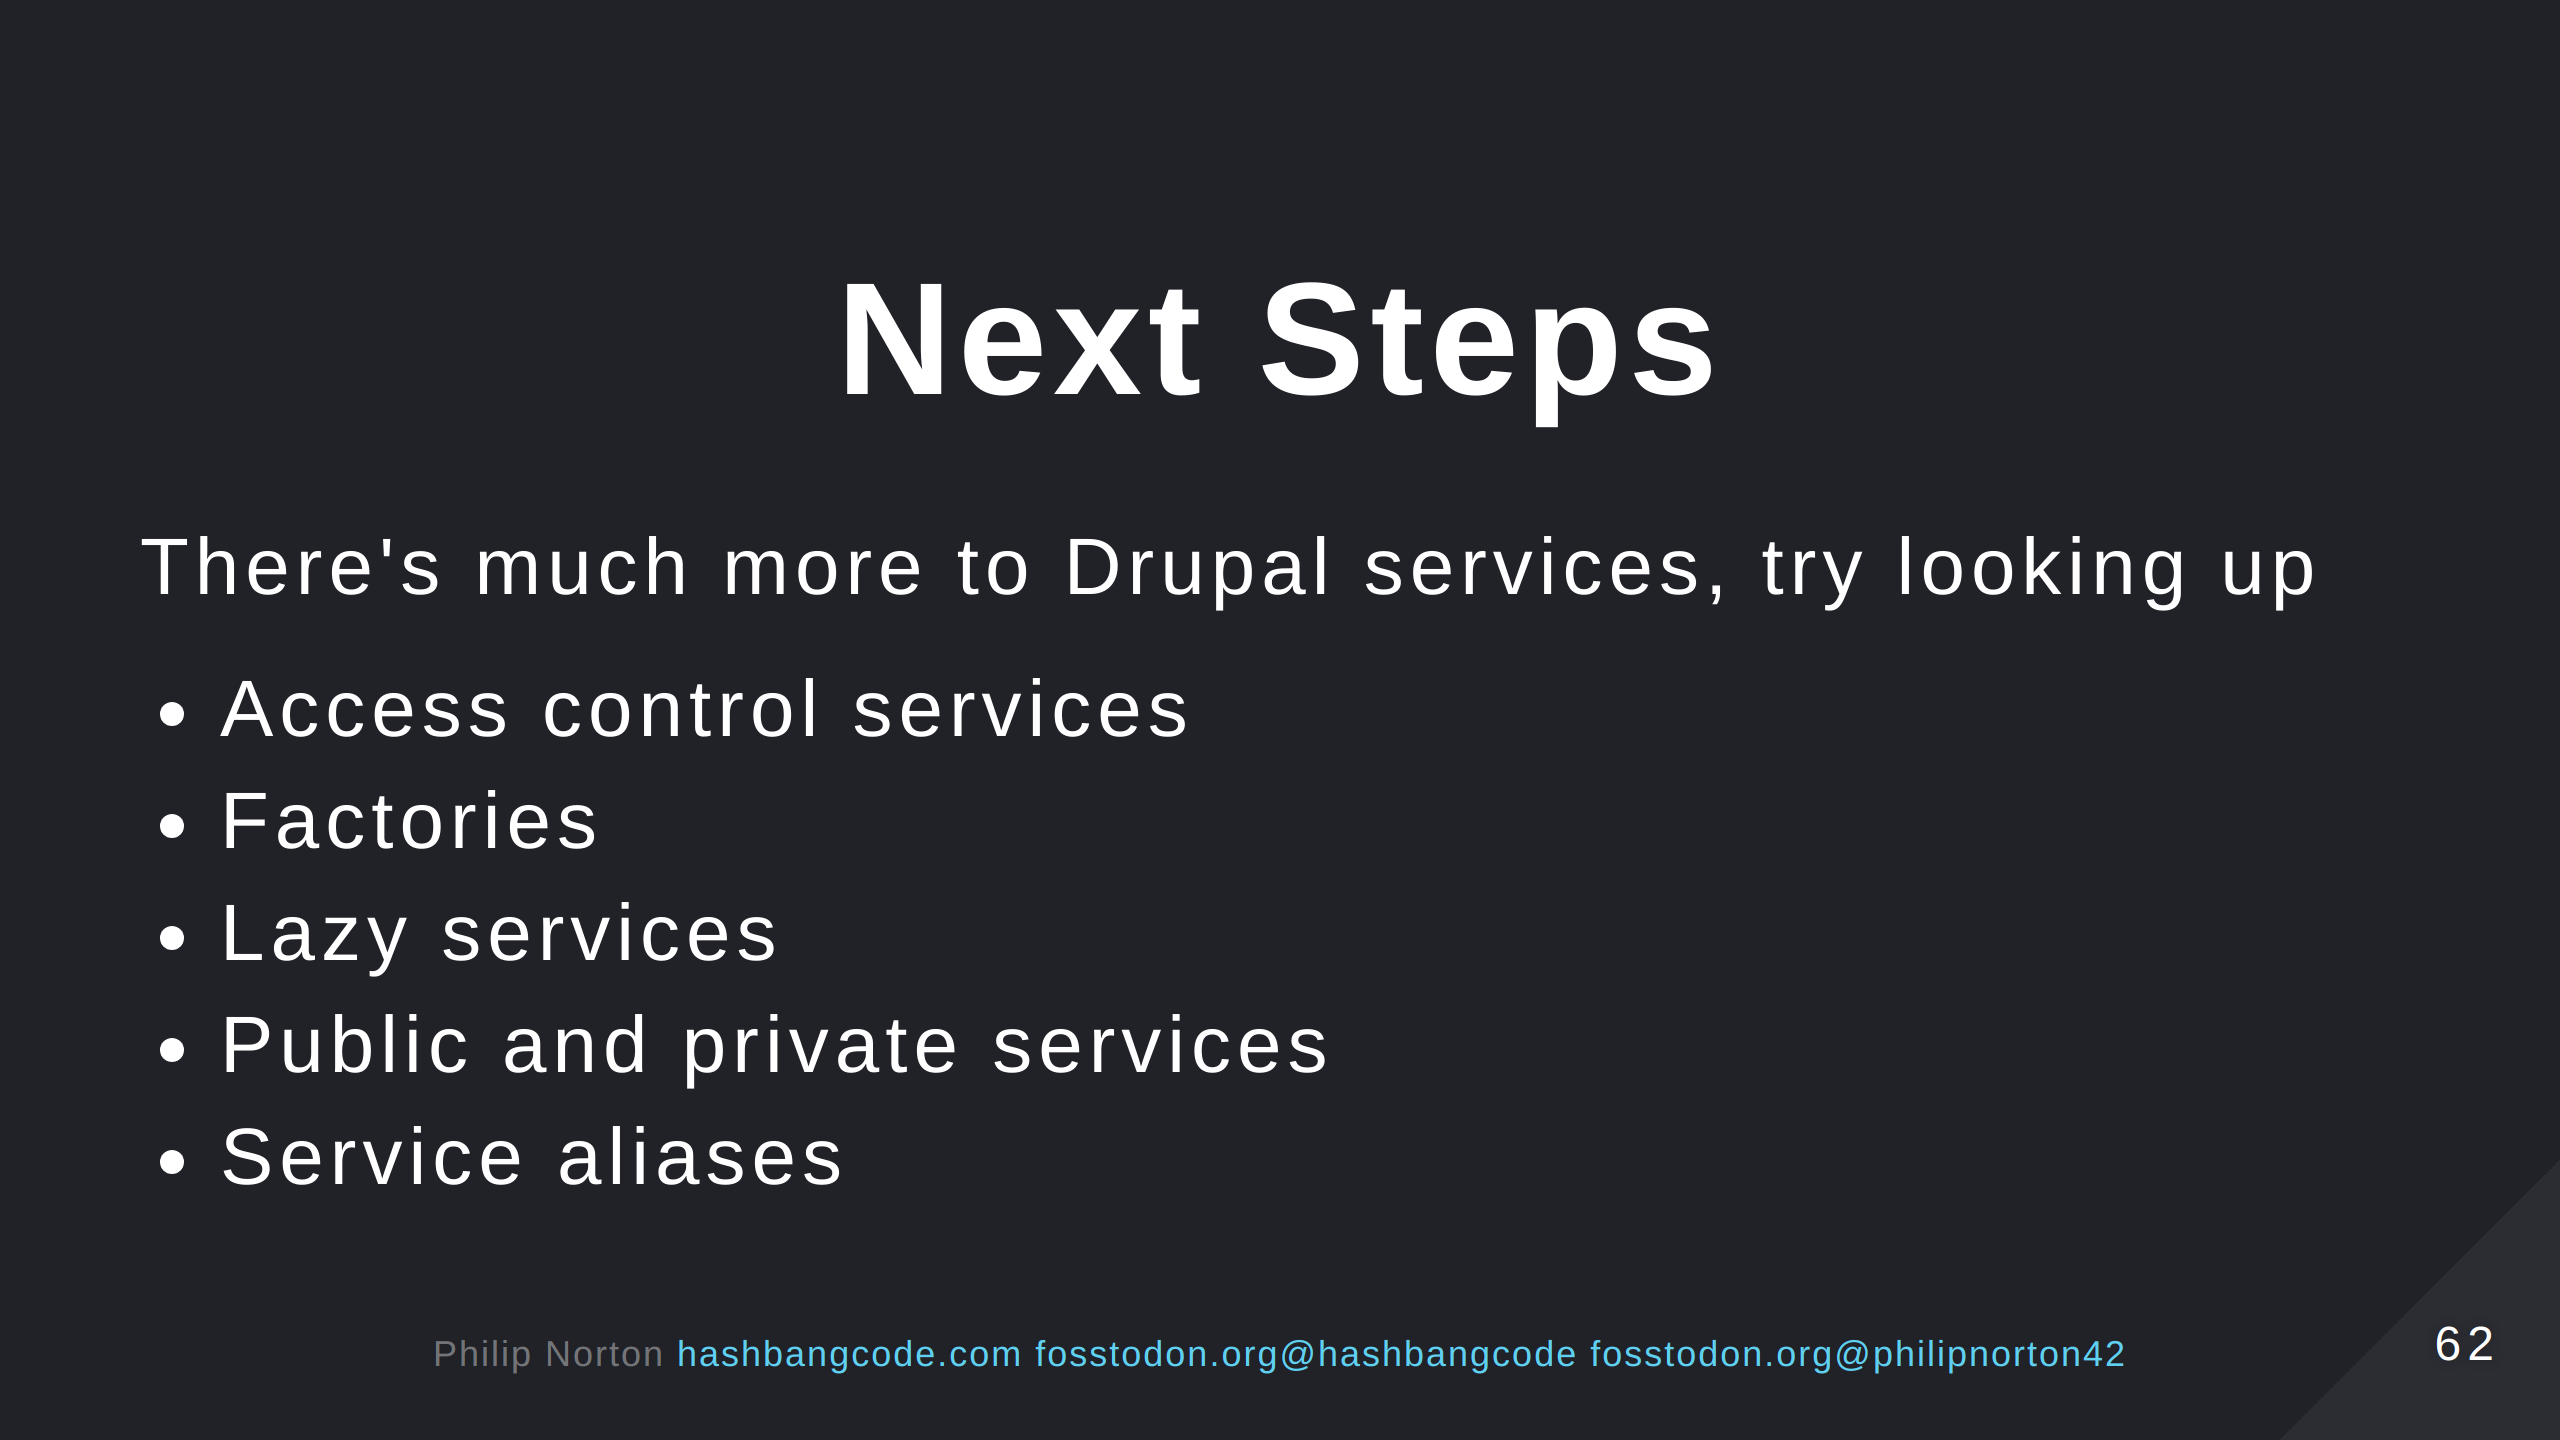 Next Steps
There's much more to Drupal services, try looking up
• Access control services
• Factories
• Lazy services
• Public and private services
• Service aliases
Philip Norton hashbangcode.com fosstodon.org@hashbangcode fosstodon.org@philipnorton42
62